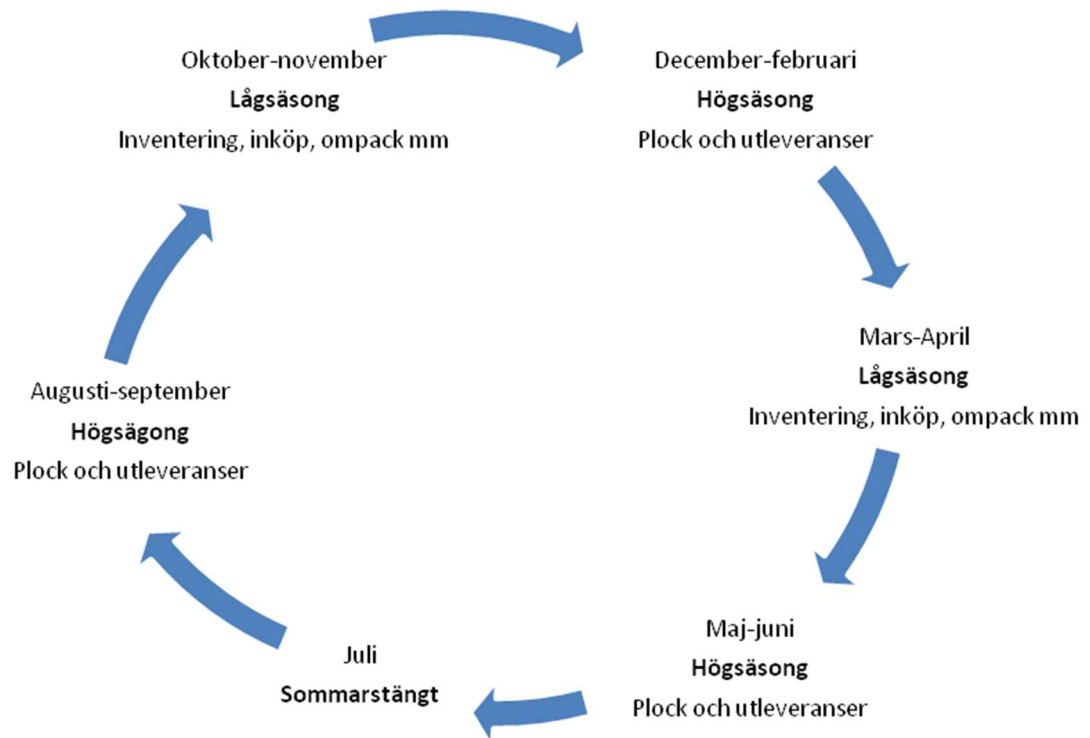 Oktober-november
Lågsäsong
Inventering, inköp, ompack mm
December-februari
Högsäsong
Plock och utleveranser
Mars-April
Lågsäsong
Inventering, inköp, ompack mm
Maj-juni
Högsäsong
Plock och utleveranser
Juli
Sommarstängt
Augusti-september
Högsägong
Plock och utleveranser